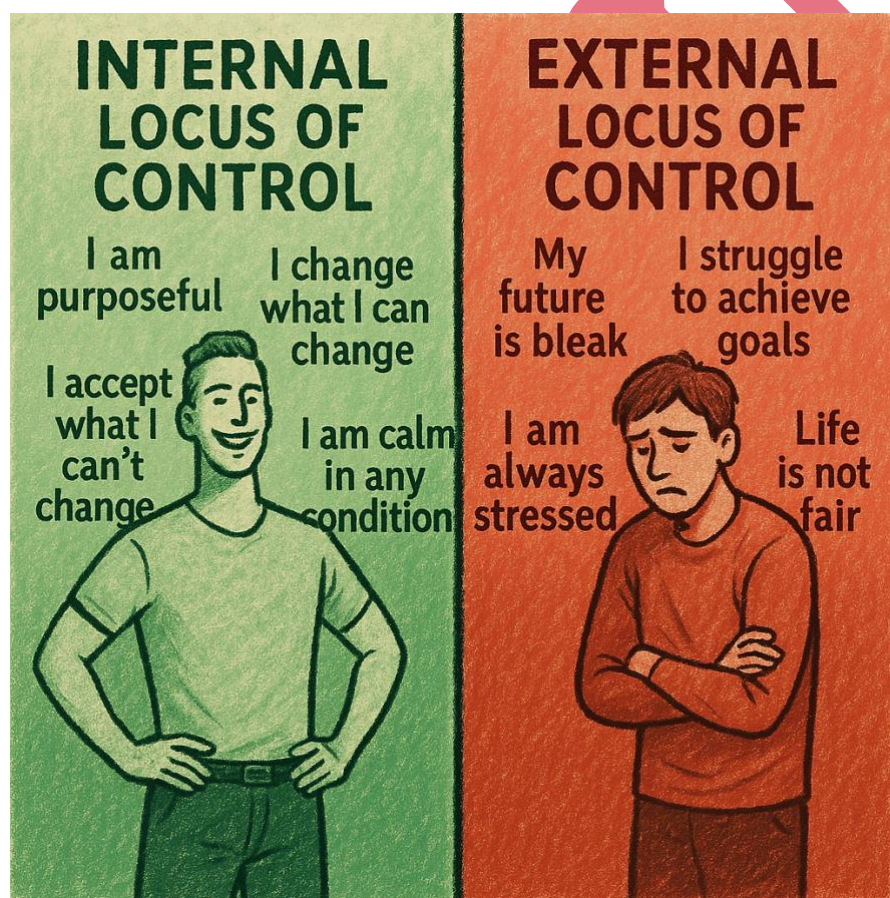 INTERNAL
LOCUS OF
CONTROL
I am
purposeful
I change
what I can
change
I accept
what I
can't
change
I am calm
in any
condition
EXTERNAL
LOCUS OF
CONTROL
My
future
is bleak
I struggle
to achieve
goals
I am
always
stressed
Life
is not
fair